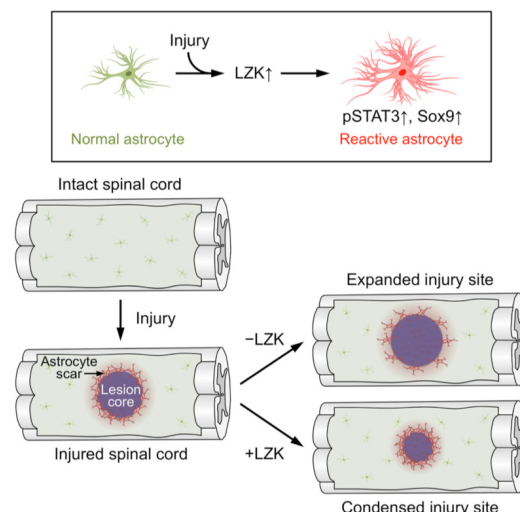 Injury
LZK↑
pSTAT3↑, Sox9↑
Normal astrocyte
Reactive astrocyte
Intact spinal cord
Injury
Expanded injury site
−LZK
Astrocyte
scar
Lesion
core
Injured spinal cord
+LZK
Condensed injury site